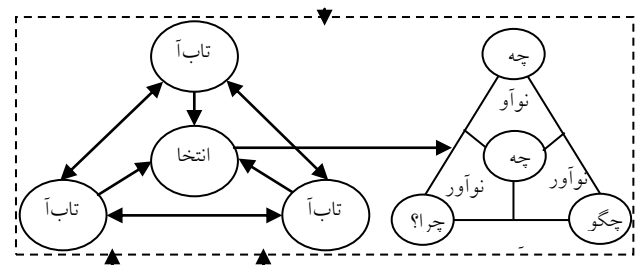 تاب‌آ
انتخا
تاب‌آ
تاب‌آ
چه
نوآو
چه
نوآور
نوآور
چرا؟
چگو